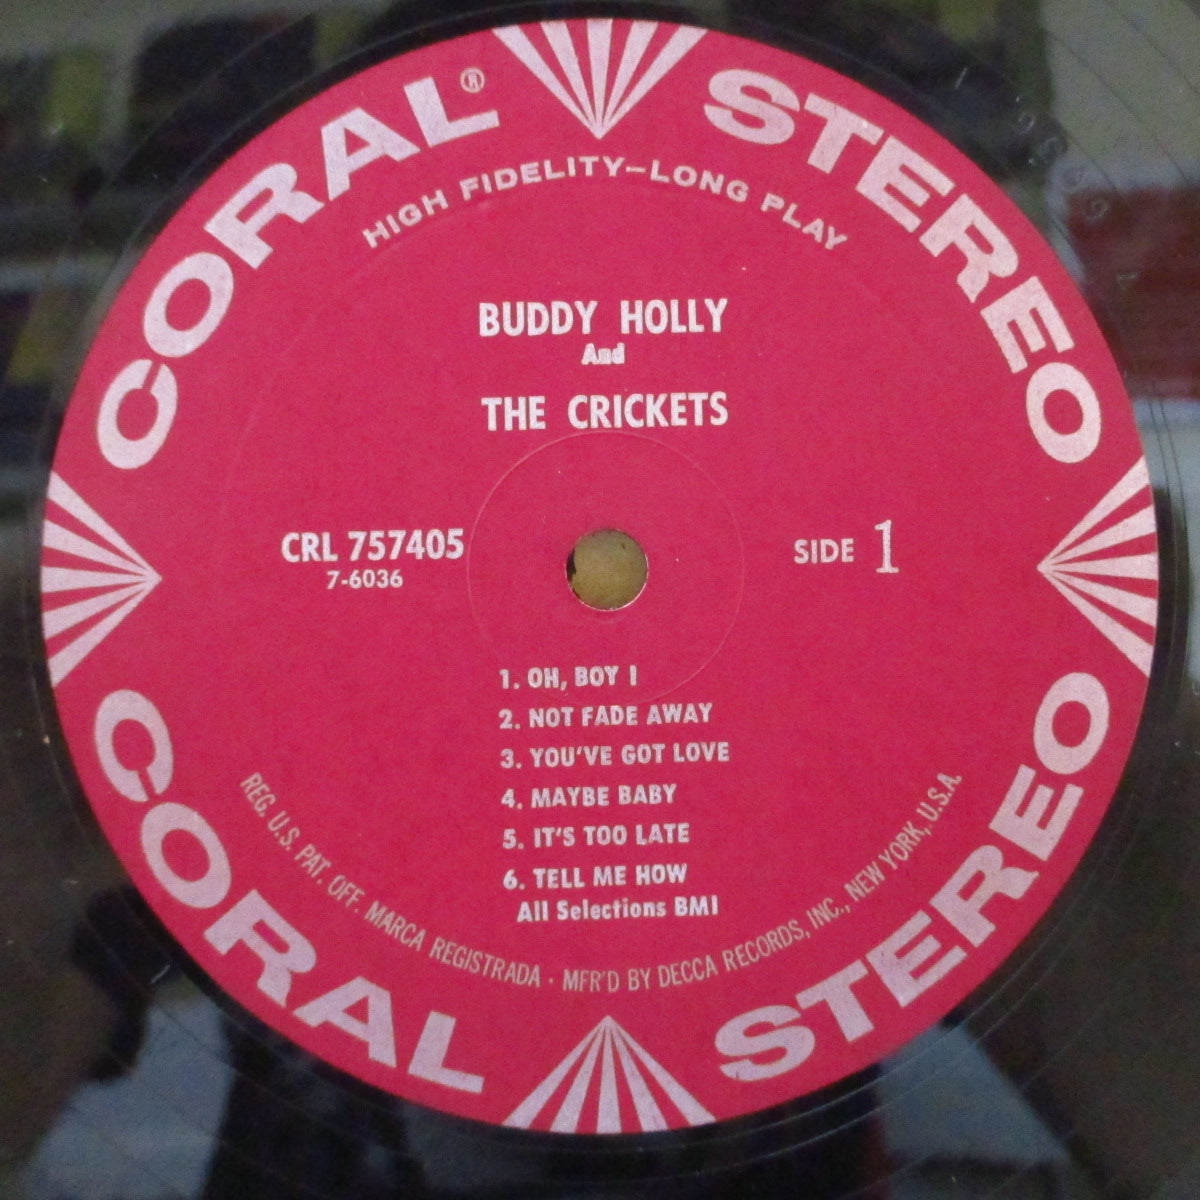 CORAL®
STEREO
HIGH FIDELITY—LONG PLAY
BUDDY HOLLY
And
THE CRICKETS
CRL 757405
7-6036
SIDE 1
1. OH, BOY !
2. NOT FADE AWAY
3. YOU'VE GOT LOVE
4. MAYBE BABY
5. IT'S TOO LATE
6. TELL ME HOW
All Selections BMI
REG. U.S. PAT. OFF. MARCA REGISTRADA · MFR'D BY DECCA RECORDS, INC., NEW YORK, U.S.A.
CORAL
STEREO